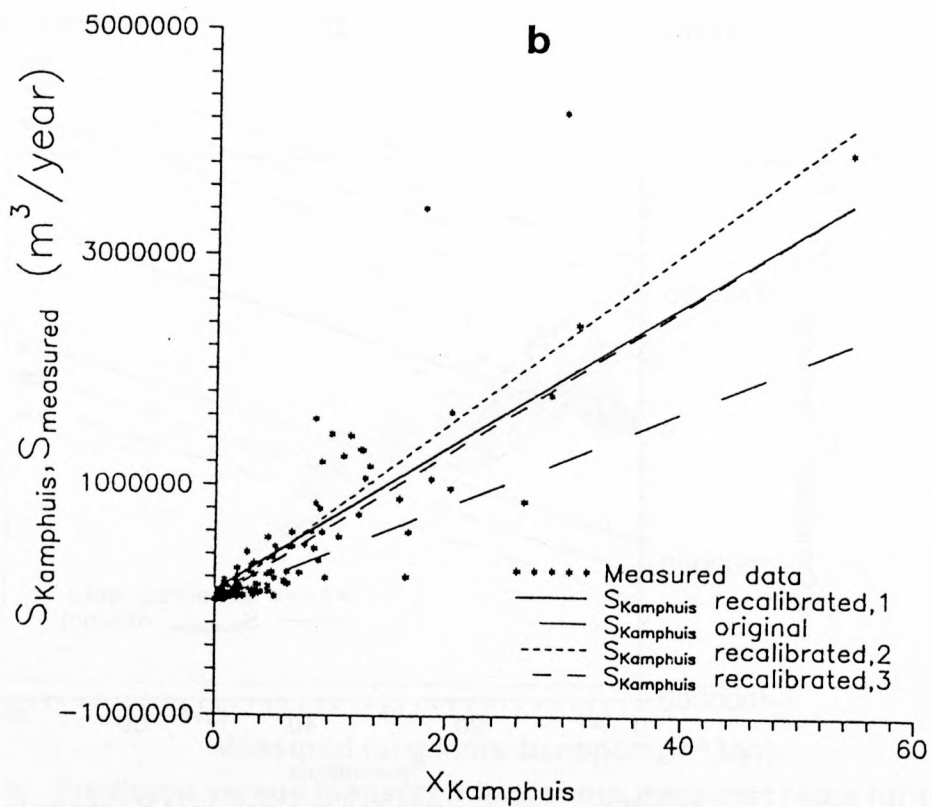 5000000
b
3000000
1000000
−1000000
S_Kamphuis, S_measured (m³/year)
Measured data
S_Kamphuis recalibrated,1
S_Kamphuis original
S_Kamphuis recalibrated,2
S_Kamphuis recalibrated,3
0
20
40
60
X_Kamphuis